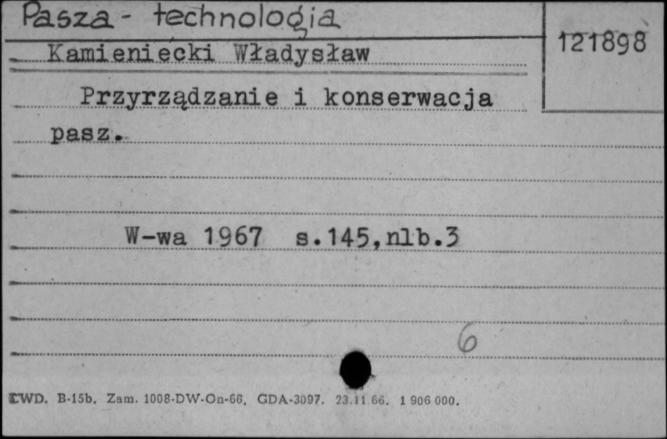 Pasza - technologia
121898
Kamieniecki Władysław
Przyrządzanie i konserwacja
pasz.
W-wa 1967 s.145,nlb.3
6
CWD. B-15b. Zam. 1008-DW-On-66. GDA-3097. 23.11.66. 1 906 000.